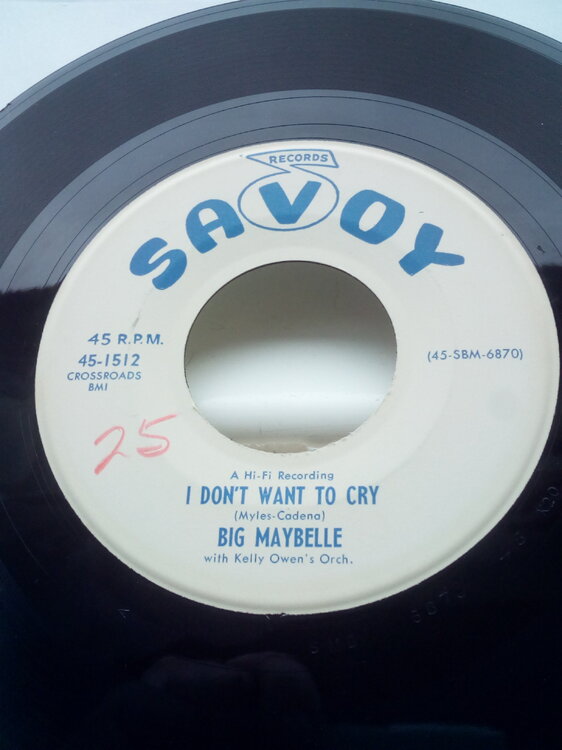 RECORDS
SAVOY
45 R.P.M.
45-1512
CROSSROADS
BMI
(45-SBM-6870)
25
A Hi-Fi Recording
I DON'T WANT TO CRY
(Myles-Cadena)
BIG MAYBELLE
with Kelly Owen's Orch.